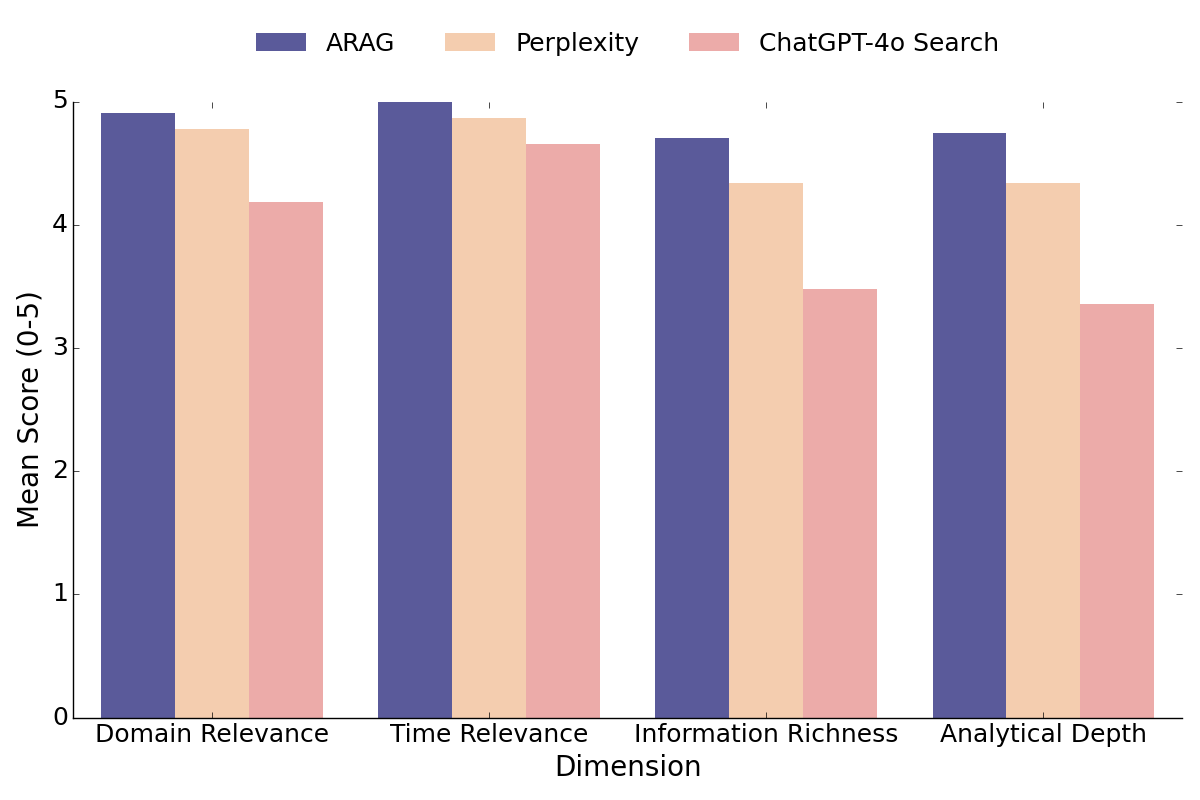 ARAG Perplexity ChatGPT-4o Search
5
4
3
2
1
0
Mean Score (0-5)
Domain Relevance Time Relevance Information Richness Analytical Depth
Dimension